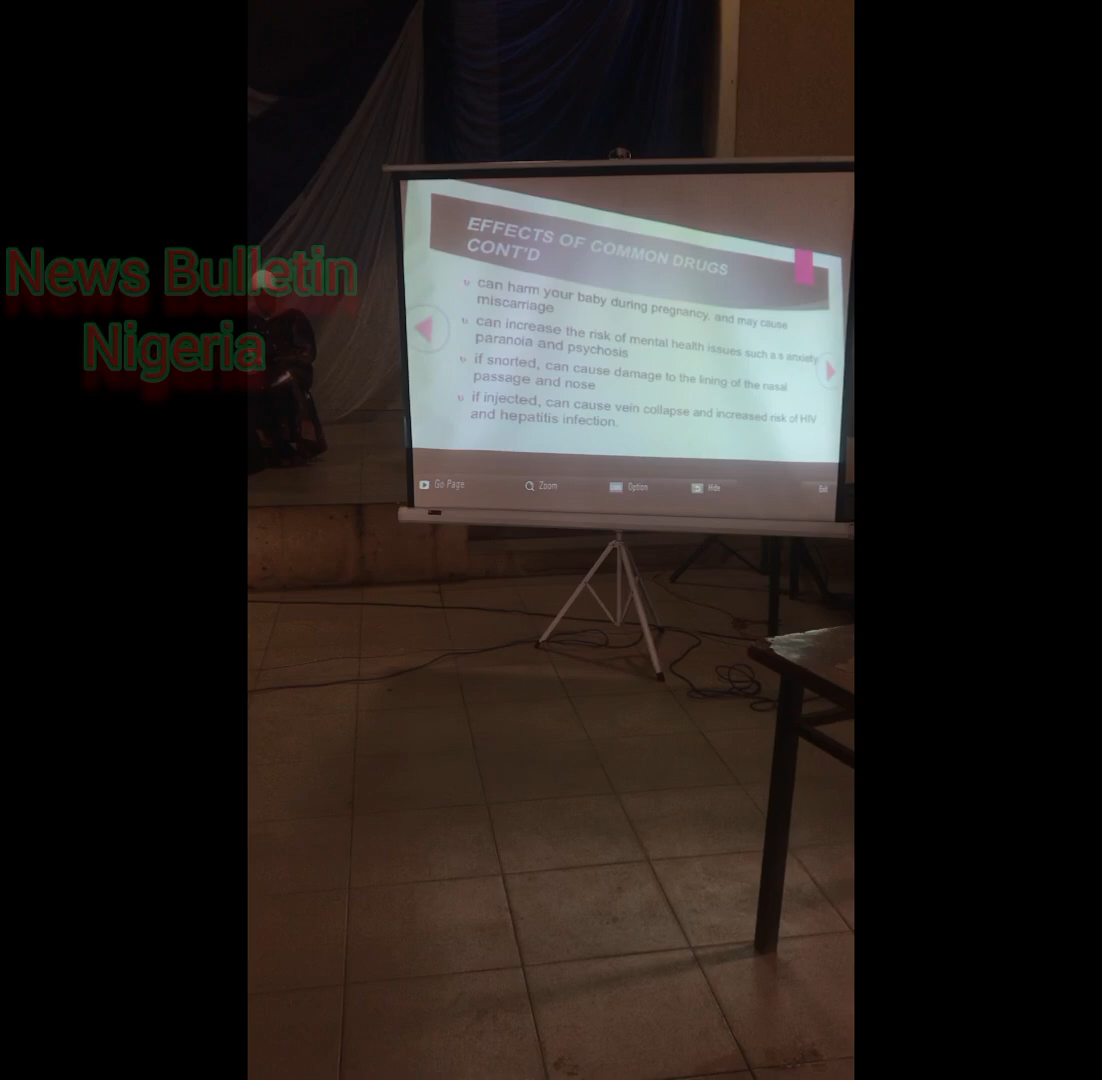 News Bulletin
Nigeria
EFFECTS OF COMMON DRUGS
CONT'D
can harm your baby during pregnancy, and may cause
miscarriage
can increase the risk of mental health issues such a s anxiety
paranoia and psychosis
if snorted, can cause damage to the lining of the nasal
passage and nose
if injected, can cause vein collapse and increased risk of HIV
and hepatitis infection.
Go Page
Zoom
Option
Hide
Exit